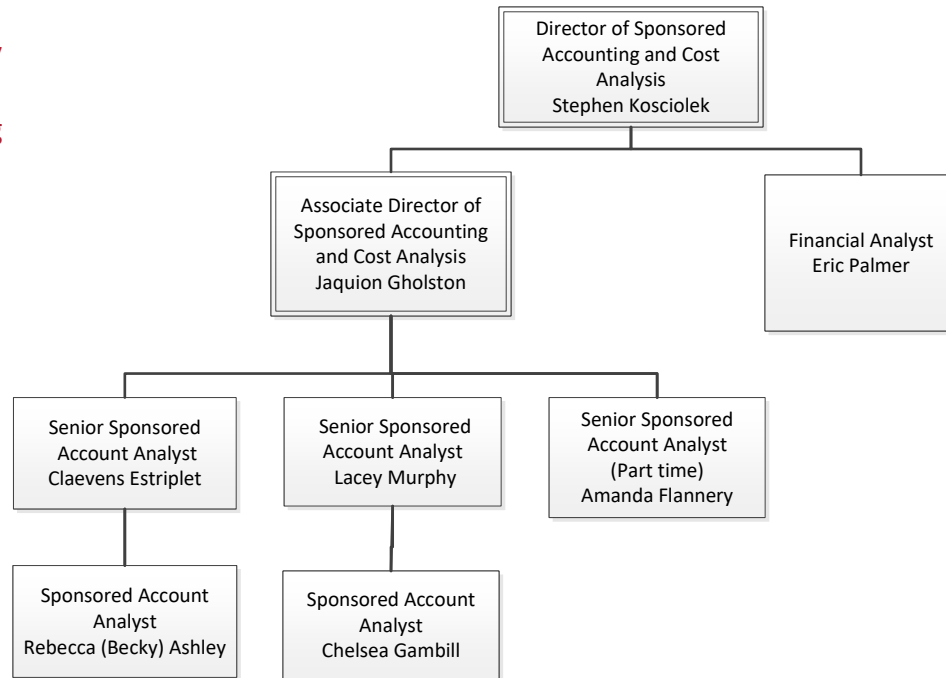 Director of Sponsored
Accounting and Cost
Analysis
Stephen Kosciolek
Associate Director of
Sponsored Accounting
and Cost Analysis
Jaquion Gholston
Financial Analyst
Eric Palmer
Senior Sponsored
Account Analyst
Claevens Estriplet
Senior Sponsored
Account Analyst
Lacey Murphy
Senior Sponsored
Account Analyst
(Part time)
Amanda Flannery
Sponsored Account
Analyst
Rebecca (Becky) Ashley
Sponsored Account
Analyst
Chelsea Gambill